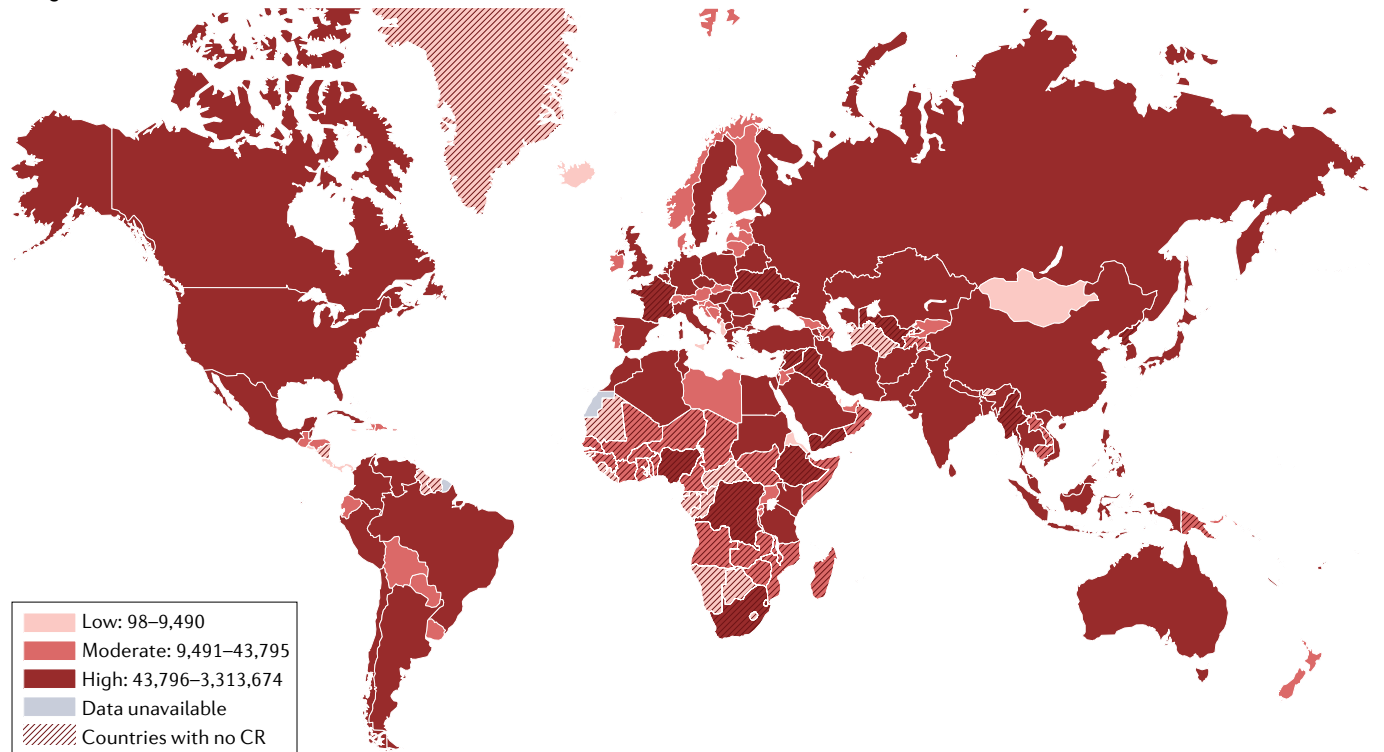 Low: 98–9,490
Moderate: 9,491–43,795
High: 43,796–3,313,674
Data unavailable
Countries with no CR